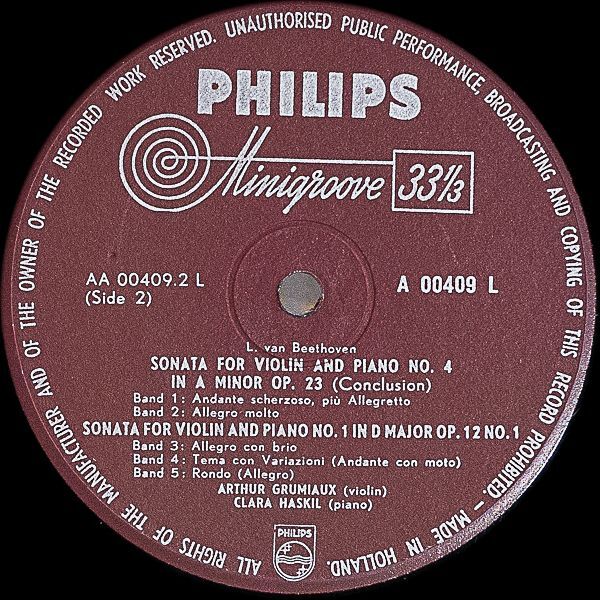 ALL RIGHTS OF THE MANUFACTURER AND OF THE OWNER OF THE RECORDED WORK RESERVED. UNAUTHORISED PUBLIC PERFORMANCE, BROADCASTING AND COPYING OF THIS RECORD PROHIBITED. - MADE IN HOLLAND.
PHILIPS
Minigroove 33⅓
AA 00409.2 L
(Side 2)
A 00409 L
L. van Beethoven
SONATA FOR VIOLIN AND PIANO NO. 4
IN A MINOR OP. 23 (Conclusion)
Band 1: Andante scherzoso, più Allegretto
Band 2: Allegro molto
SONATA FOR VIOLIN AND PIANO NO. 1 IN D MAJOR OP. 12 NO. 1
Band 3: Allegro con brio
Band 4: Tema con Variazioni (Andante con moto)
Band 5: Rondo (Allegro)
ARTHUR GRUMIAUX (violin)
CLARA HASKIL (piano)
PHILIPS